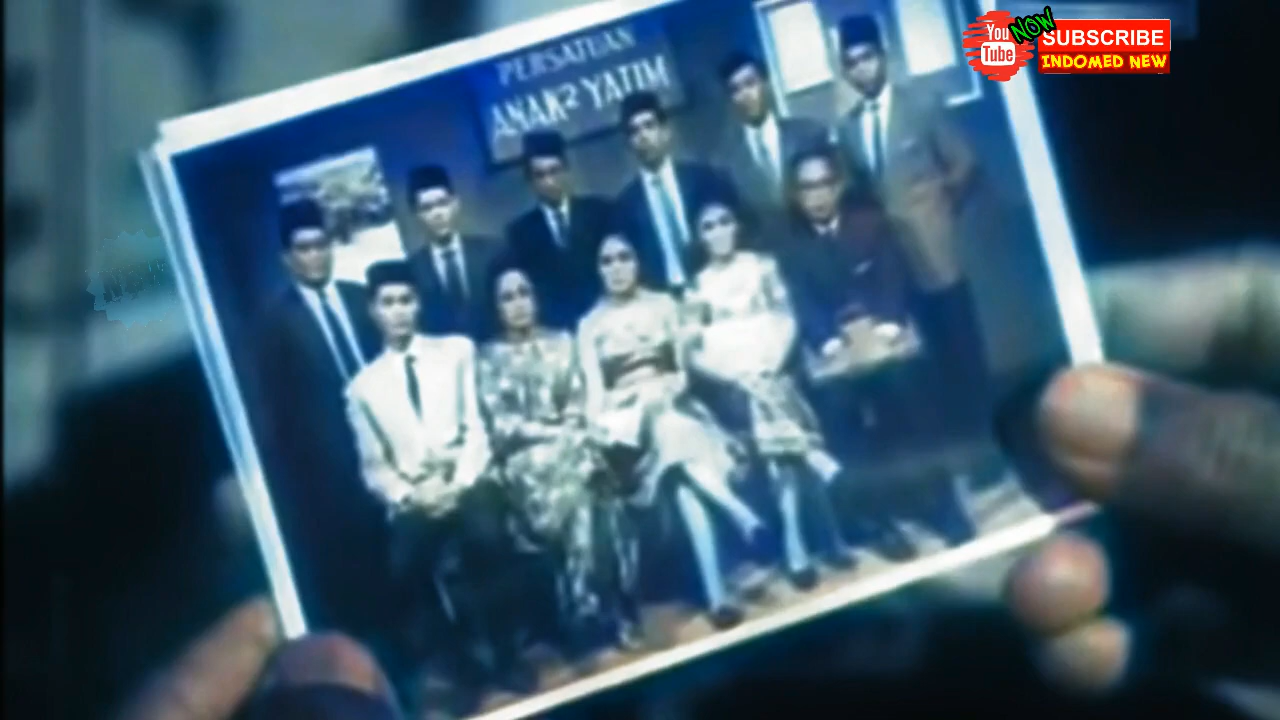 PERSATUAN
ANAK2 YATIM
You
Tube
NOW
SUBSCRIBE
INDOMED NEW